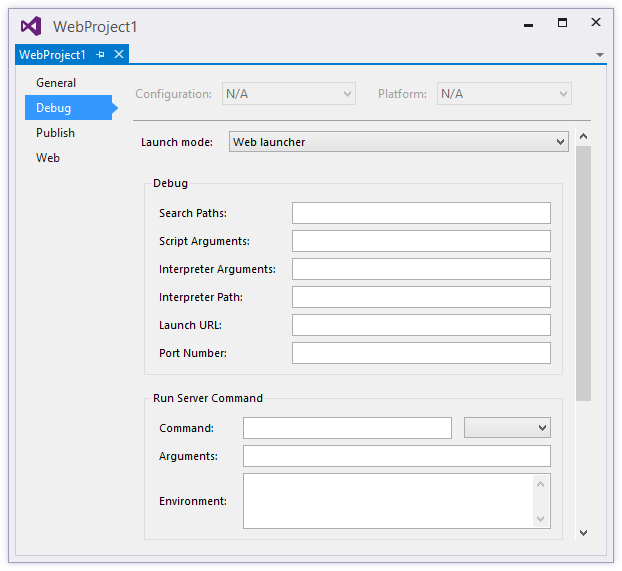 WebProject1
WebProject1
General
Debug
Publish
Web
Configuration: N/A Platform: N/A
Launch mode: Web launcher
Debug
Search Paths:
Script Arguments:
Interpreter Arguments:
Interpreter Path:
Launch URL:
Port Number:
Run Server Command
Command:
Arguments:
Environment: